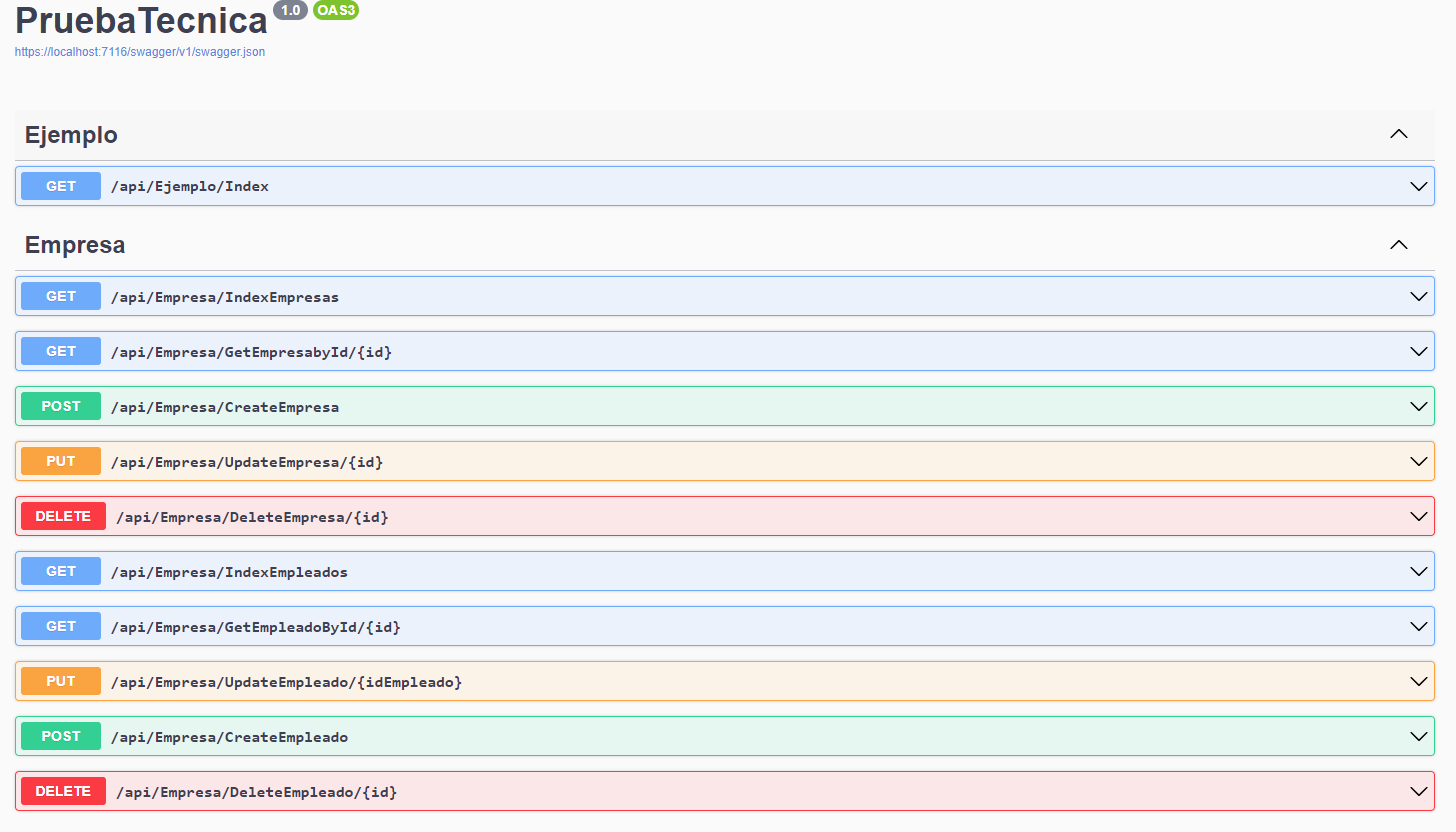 PruebaTecnica 1.0 OAS3
https://localhost:7116/swagger/v1/swagger.json
Ejemplo
GET /api/Ejemplo/Index
Empresa
GET /api/Empresa/IndexEmpresas
GET /api/Empresa/GetEmpresabyId/{id}
POST /api/Empresa/CreateEmpresa
PUT /api/Empresa/UpdateEmpresa/{id}
DELETE /api/Empresa/DeleteEmpresa/{id}
GET /api/Empresa/IndexEmpleados
GET /api/Empresa/GetEmpleadoById/{id}
PUT /api/Empresa/UpdateEmpleado/{idEmpleado}
POST /api/Empresa/CreateEmpleado
DELETE /api/Empresa/DeleteEmpleado/{id}